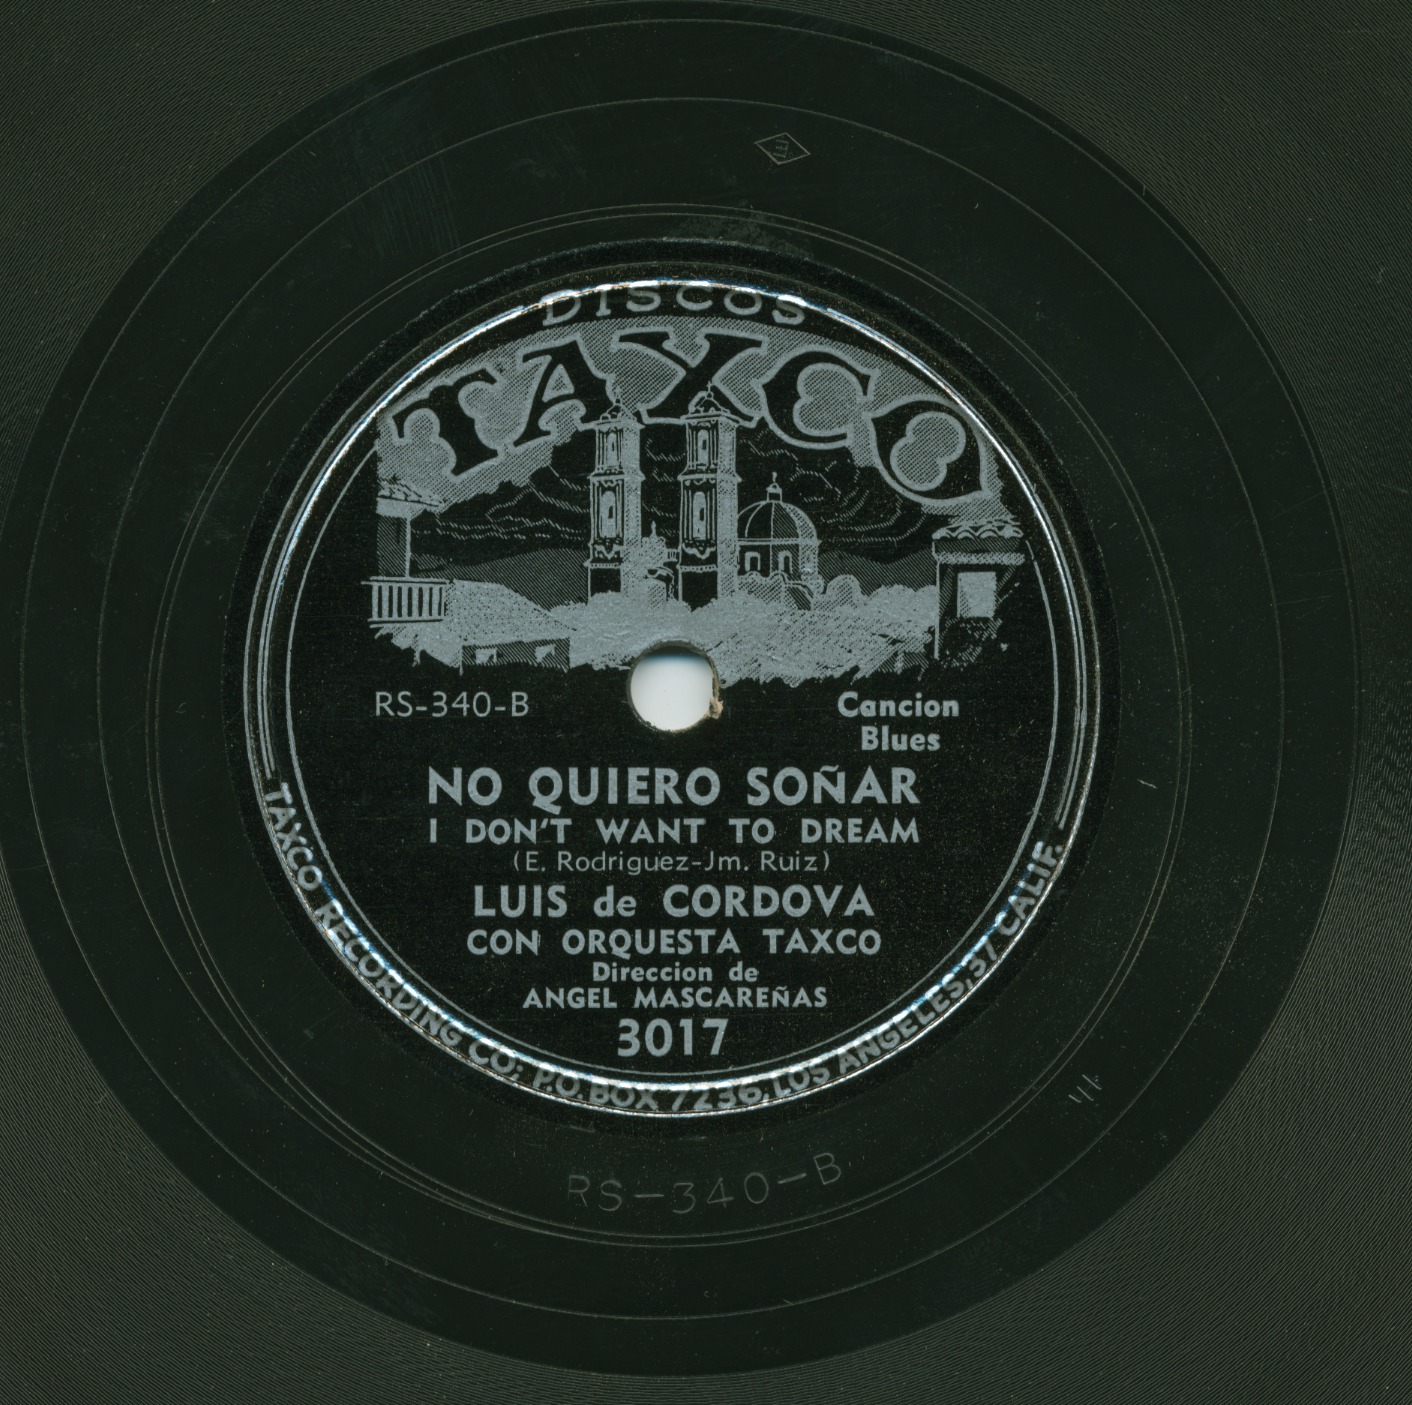 DISCOS
TAXCO
RS-340-B
Cancion
Blues
NO QUIERO SOÑAR
I DON'T WANT TO DREAM
(E. Rodriguez-Jm. Ruiz)
LUIS de CORDOVA
CON ORQUESTA TAXCO
Direccion de
ANGEL MASCAREÑAS
3017
TAXCO RECORDING CO; P.O. BOX 7236, LOS ANGELES, 37 CALIF.
RS-340-B